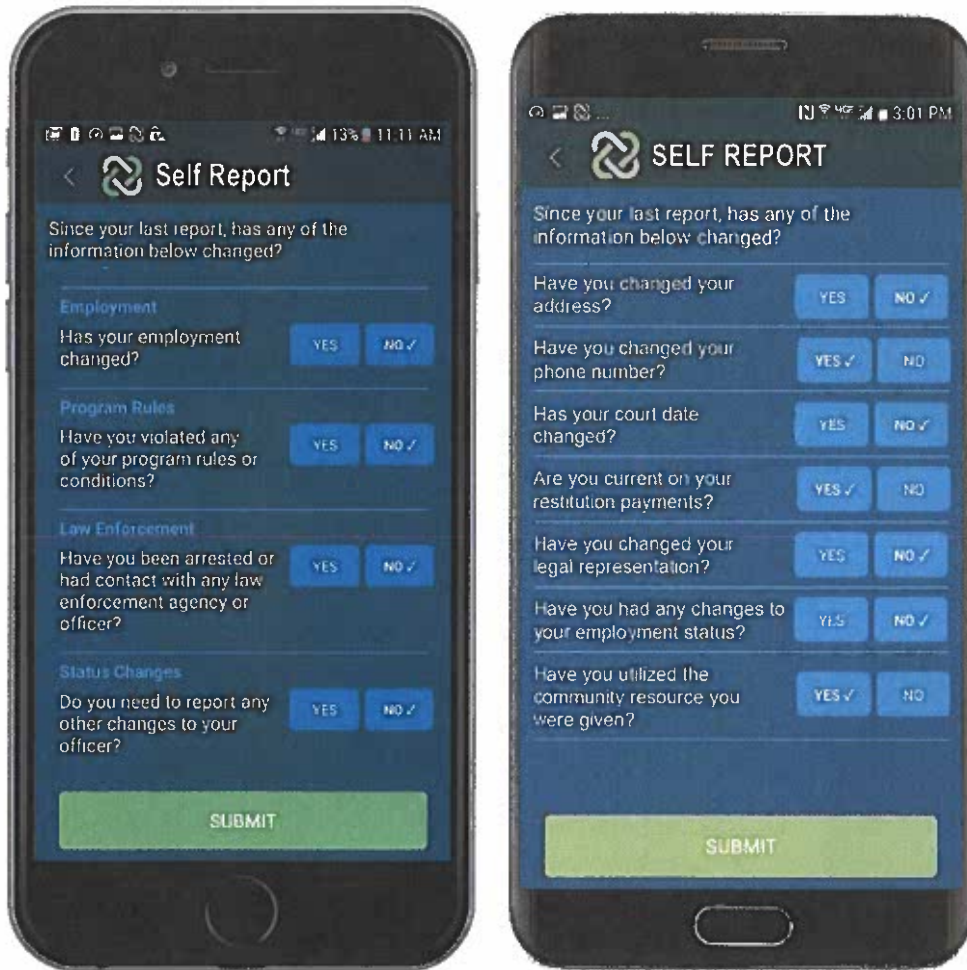 13% 11:11 AM
Self Report
Since your last report, has any of the
information below changed?
Employment
Has your employment
changed?
YES NO ✓
Program Rules
Have you violated any
of your program rules or
conditions?
YES NO ✓
Law Enforcement
Have you been arrested or
had contact with any law
enforcement agency or
officer?
YES NO ✓
Status Changes
Do you need to report any
other changes to your
officer?
YES NO ✓
SUBMIT
... 4GE 3:01 PM
SELF REPORT
Since your last report, has any of the
information below changed?
Have you changed your
address?
YES NO ✓
Have you changed your
phone number?
YES ✓ NO
Has your court date
changed?
YES NO ✓
Are you current on your
restitution payments?
YES ✓ NO
Have you changed your
legal representation?
YES NO ✓
Have you had any changes to
your employment status?
YES NO ✓
Have you utilized the
community resource you
were given?
YES ✓ NO
SUBMIT